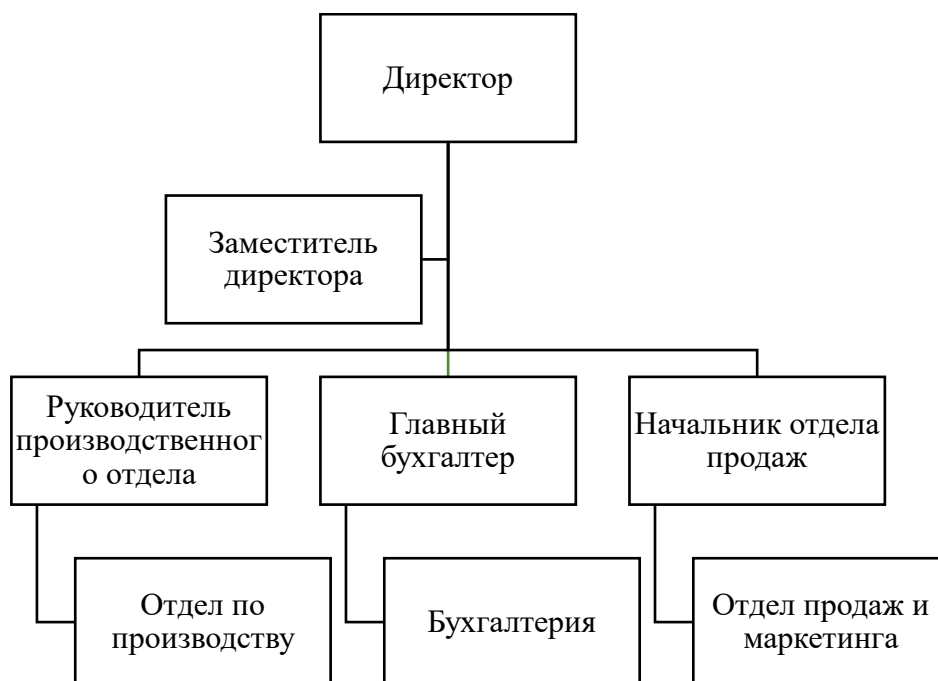 Директор
Заместитель
директора
Руководитель
производственног
о отдела
Главный
бухгалтер
Начальник отдела
продаж
Отдел по
производству
Бухгалтерия
Отдел продаж и
маркетинга